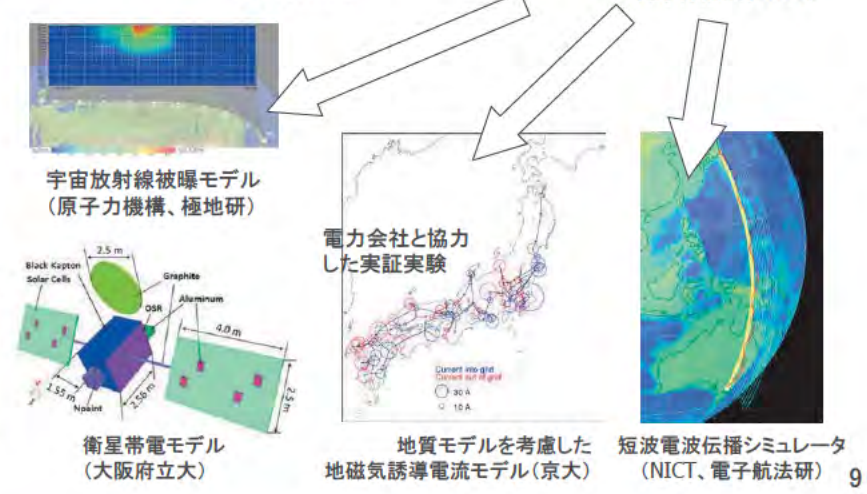 宇宙放射線被曝モデル
（原子力機構、極地研）
電力会社と協力
した実証実験
2.5 m
Black Kapton
Solar Cells
Graphite
OSR
Aluminum
4.0 m
1.55 m
2.56 m
2.5 m
Nopaint
Current into grid
Current out of grid
30 A
10 A
衛星帯電モデル
（大阪府立大）
地質モデルを考慮した
地磁気誘導電流モデル（京大）
短波電波伝播シミュレータ
（NICT、電子航法研）
9